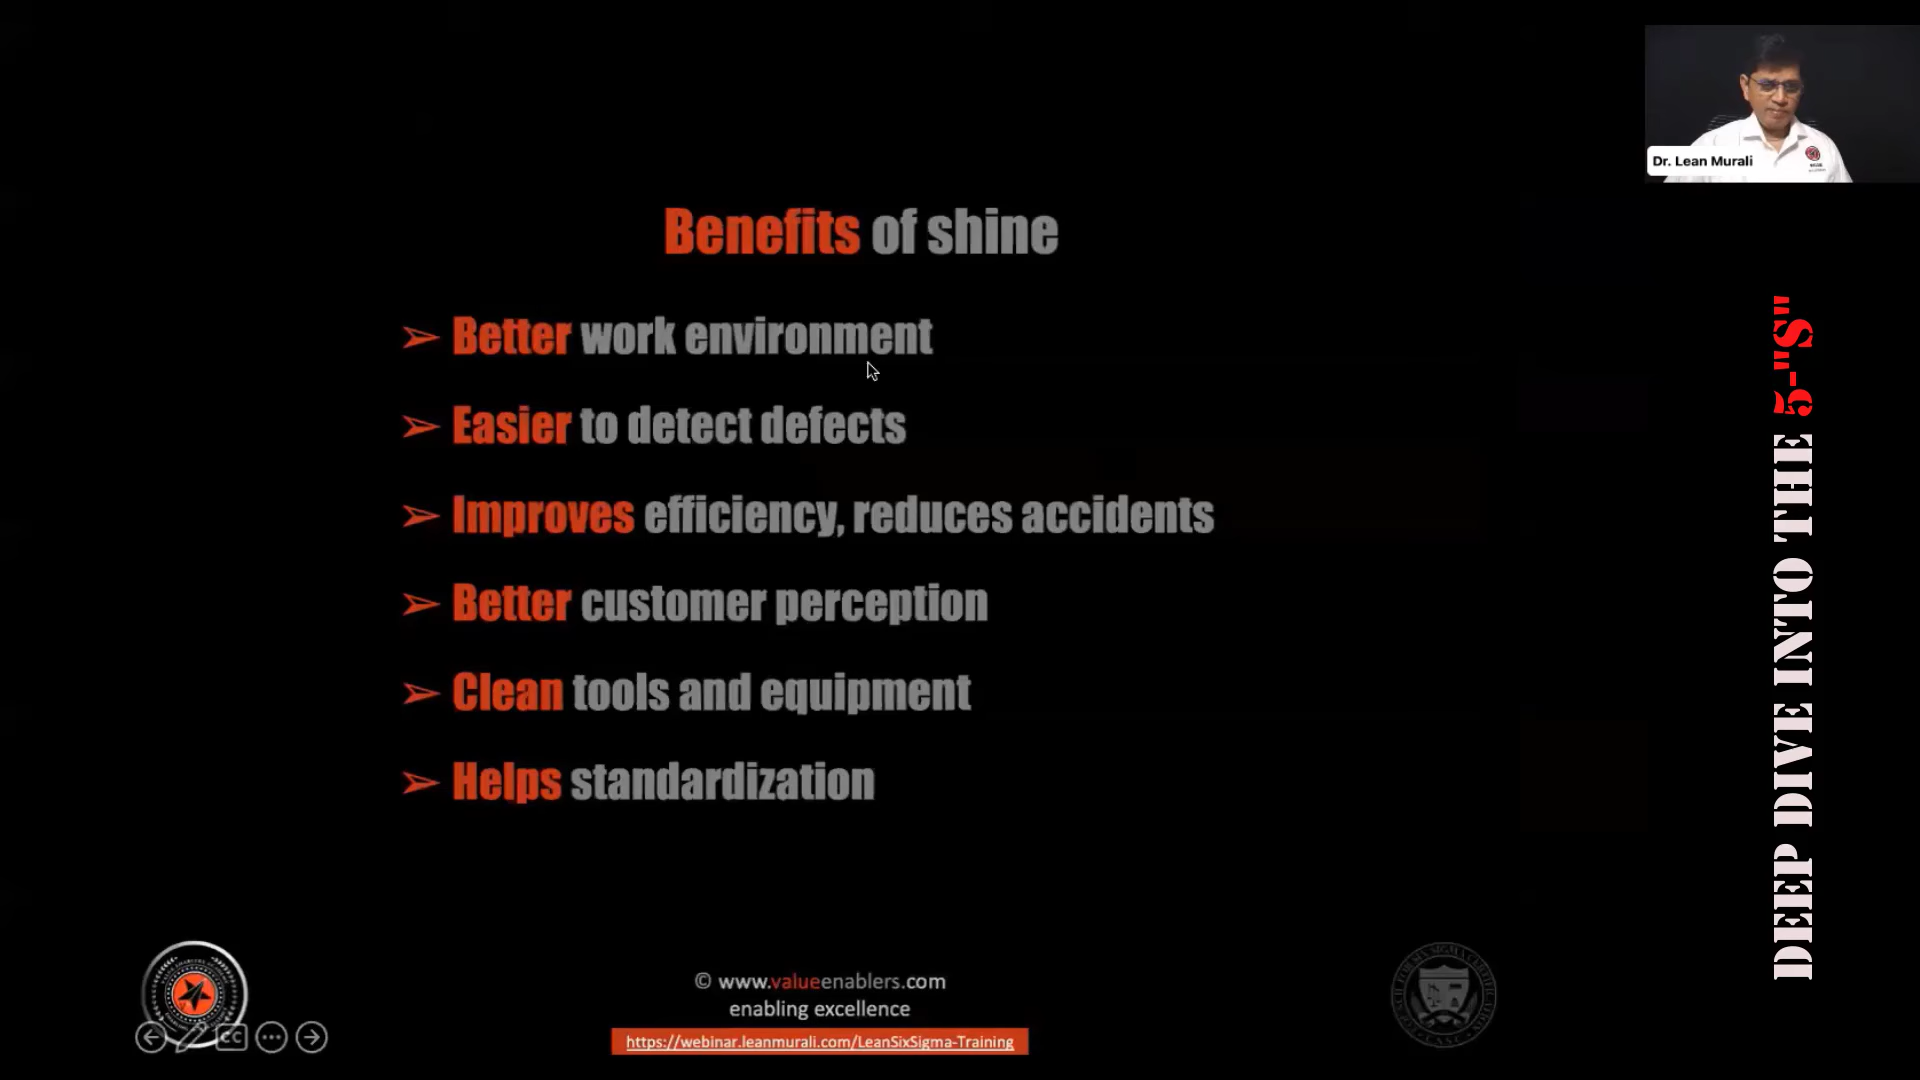 Dr. Lean Murali
Benefits of shine
➢ Better work environment
➢ Easier to detect defects
➢ Improves efficiency, reduces accidents
➢ Better customer perception
➢ Clean tools and equipment
➢ Helps standardization
DEEP DIVE INTO THE 5-"S"
© www.valueenablers.com
enabling excellence
https://webinar.leanmurali.com/LeanSixSigma-Training
CC